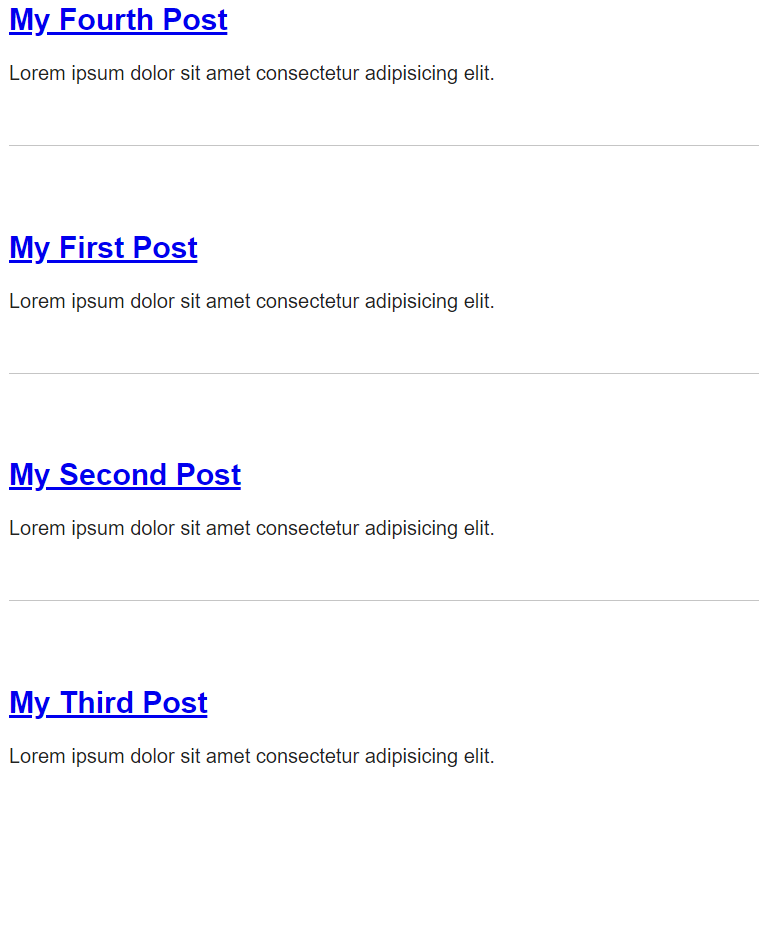 My Fourth Post
Lorem ipsum dolor sit amet consectetur adipisicing elit.
My First Post
Lorem ipsum dolor sit amet consectetur adipisicing elit.
My Second Post
Lorem ipsum dolor sit amet consectetur adipisicing elit.
My Third Post
Lorem ipsum dolor sit amet consectetur adipisicing elit.